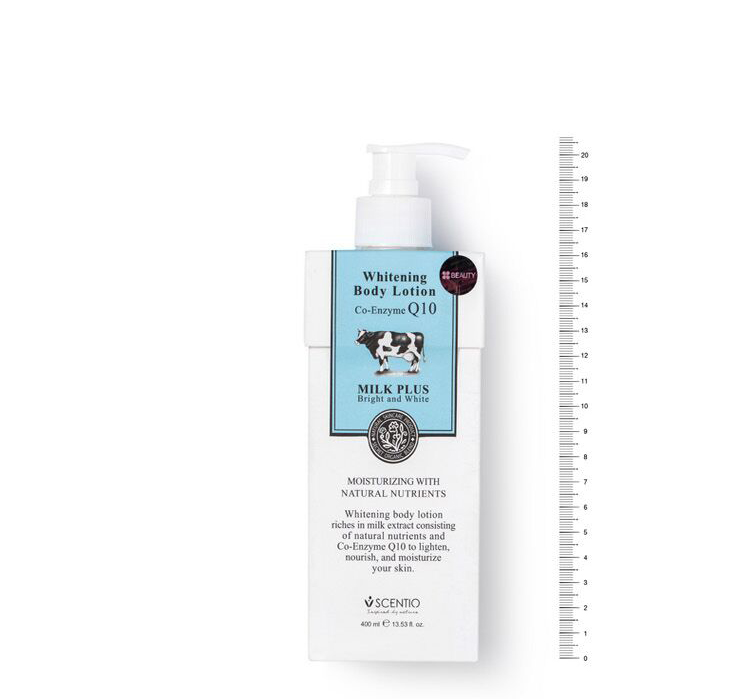 Whitening
Body Lotion
Co-Enzyme Q10
BEAUTY
MILK PLUS
Bright and White
MOISTURIZING WITH
NATURAL NUTRIENTS
Whitening body lotion
riches in milk extract consisting
of natural nutrients and
Co-Enzyme Q10 to lighten,
nourish, and moisturize
your skin.
SCENTIO
Inspired by nature
400 ml ℮ 13.53 fl. oz.
20
19
18
17
16
15
14
13
12
11
10
9
8
7
6
5
4
3
2
1
0